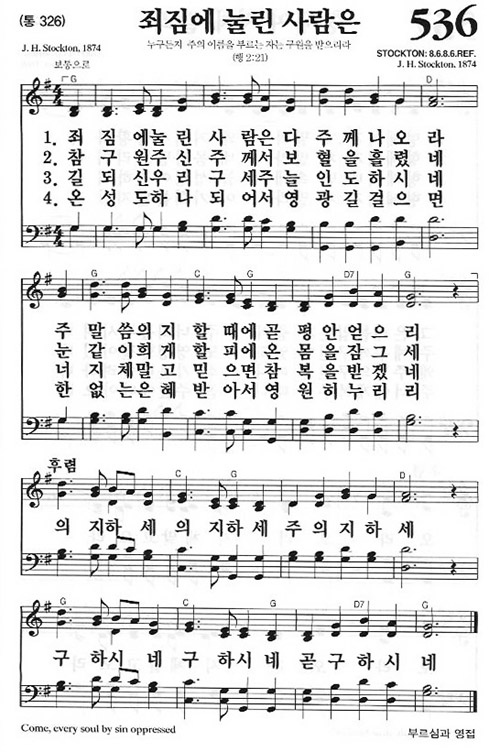 (통 326)
죄짐에 눌린 사람은
536
J. H. Stockton, 1874
누구든지 주의 이름을 부르는 자는 구원을 받으리라
(행 2:21)
STOCKTON: 8.6.8.6.REF.
J. H. Stockton, 1874
보통으로
G D
1. 죄 짐 에눌 린 사 람은 다 주 께 나 오 라
2. 참 구 원주 신 주 께서 보 혈 을 흘 렸 네
3. 길 되 신우 리 구 세주 늘 인 도 하 시 네
4. 온 성 도하 나 되 어서 영 광 길 걸 으 면
G C G D7 G
주 말 씀의 지 할 때에 곧 평 안 얻 으 리
눈 같 이희 게 할 피에 온 몸 을 잠 그 세
너 지 체말 고 믿 으면 참 복 을 받 겠 네
한 없 는은 혜 받 아서 영 원 히 누 리 리
후렴
C G D
의 지하 세 의 지하 세 주 의 지 하 세
G C G D7 G
구 하시 네 구 하시 네 곧 구 하 시 네
Come, every soul by sin oppressed
부르심과 영접